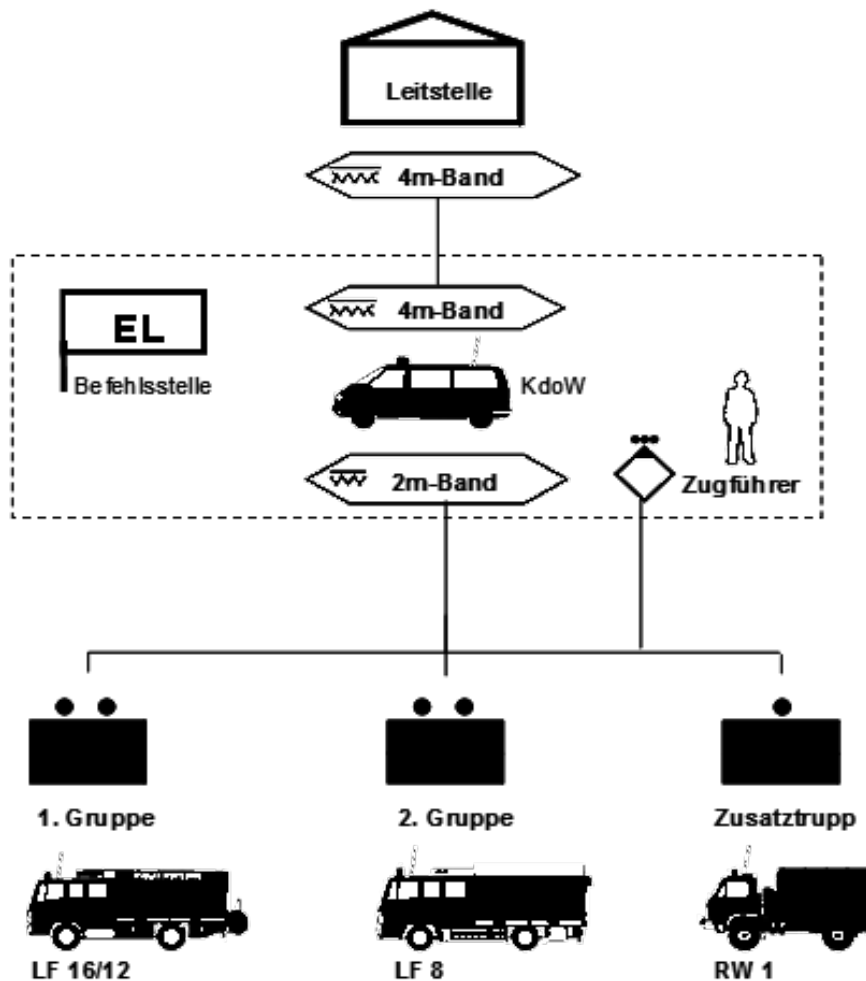 Leitstelle
4m-Band
4m-Band
EL
Befehlsstelle
KdoW
2m-Band
Zugführer
1. Gruppe
2. Gruppe
Zusatztrupp
LF 16/12
LF 8
RW 1